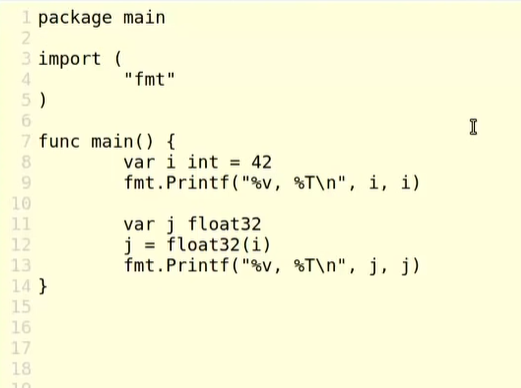 1 package main
2
3 import (
4         "fmt"
5 )
6
7 func main() {
8         var i int = 42
9         fmt.Printf("%v, %T\n", i, i)
10
11         var j float32
12         j = float32(i)
13         fmt.Printf("%v, %T\n", j, j)
14 }
15
16
17
18
19